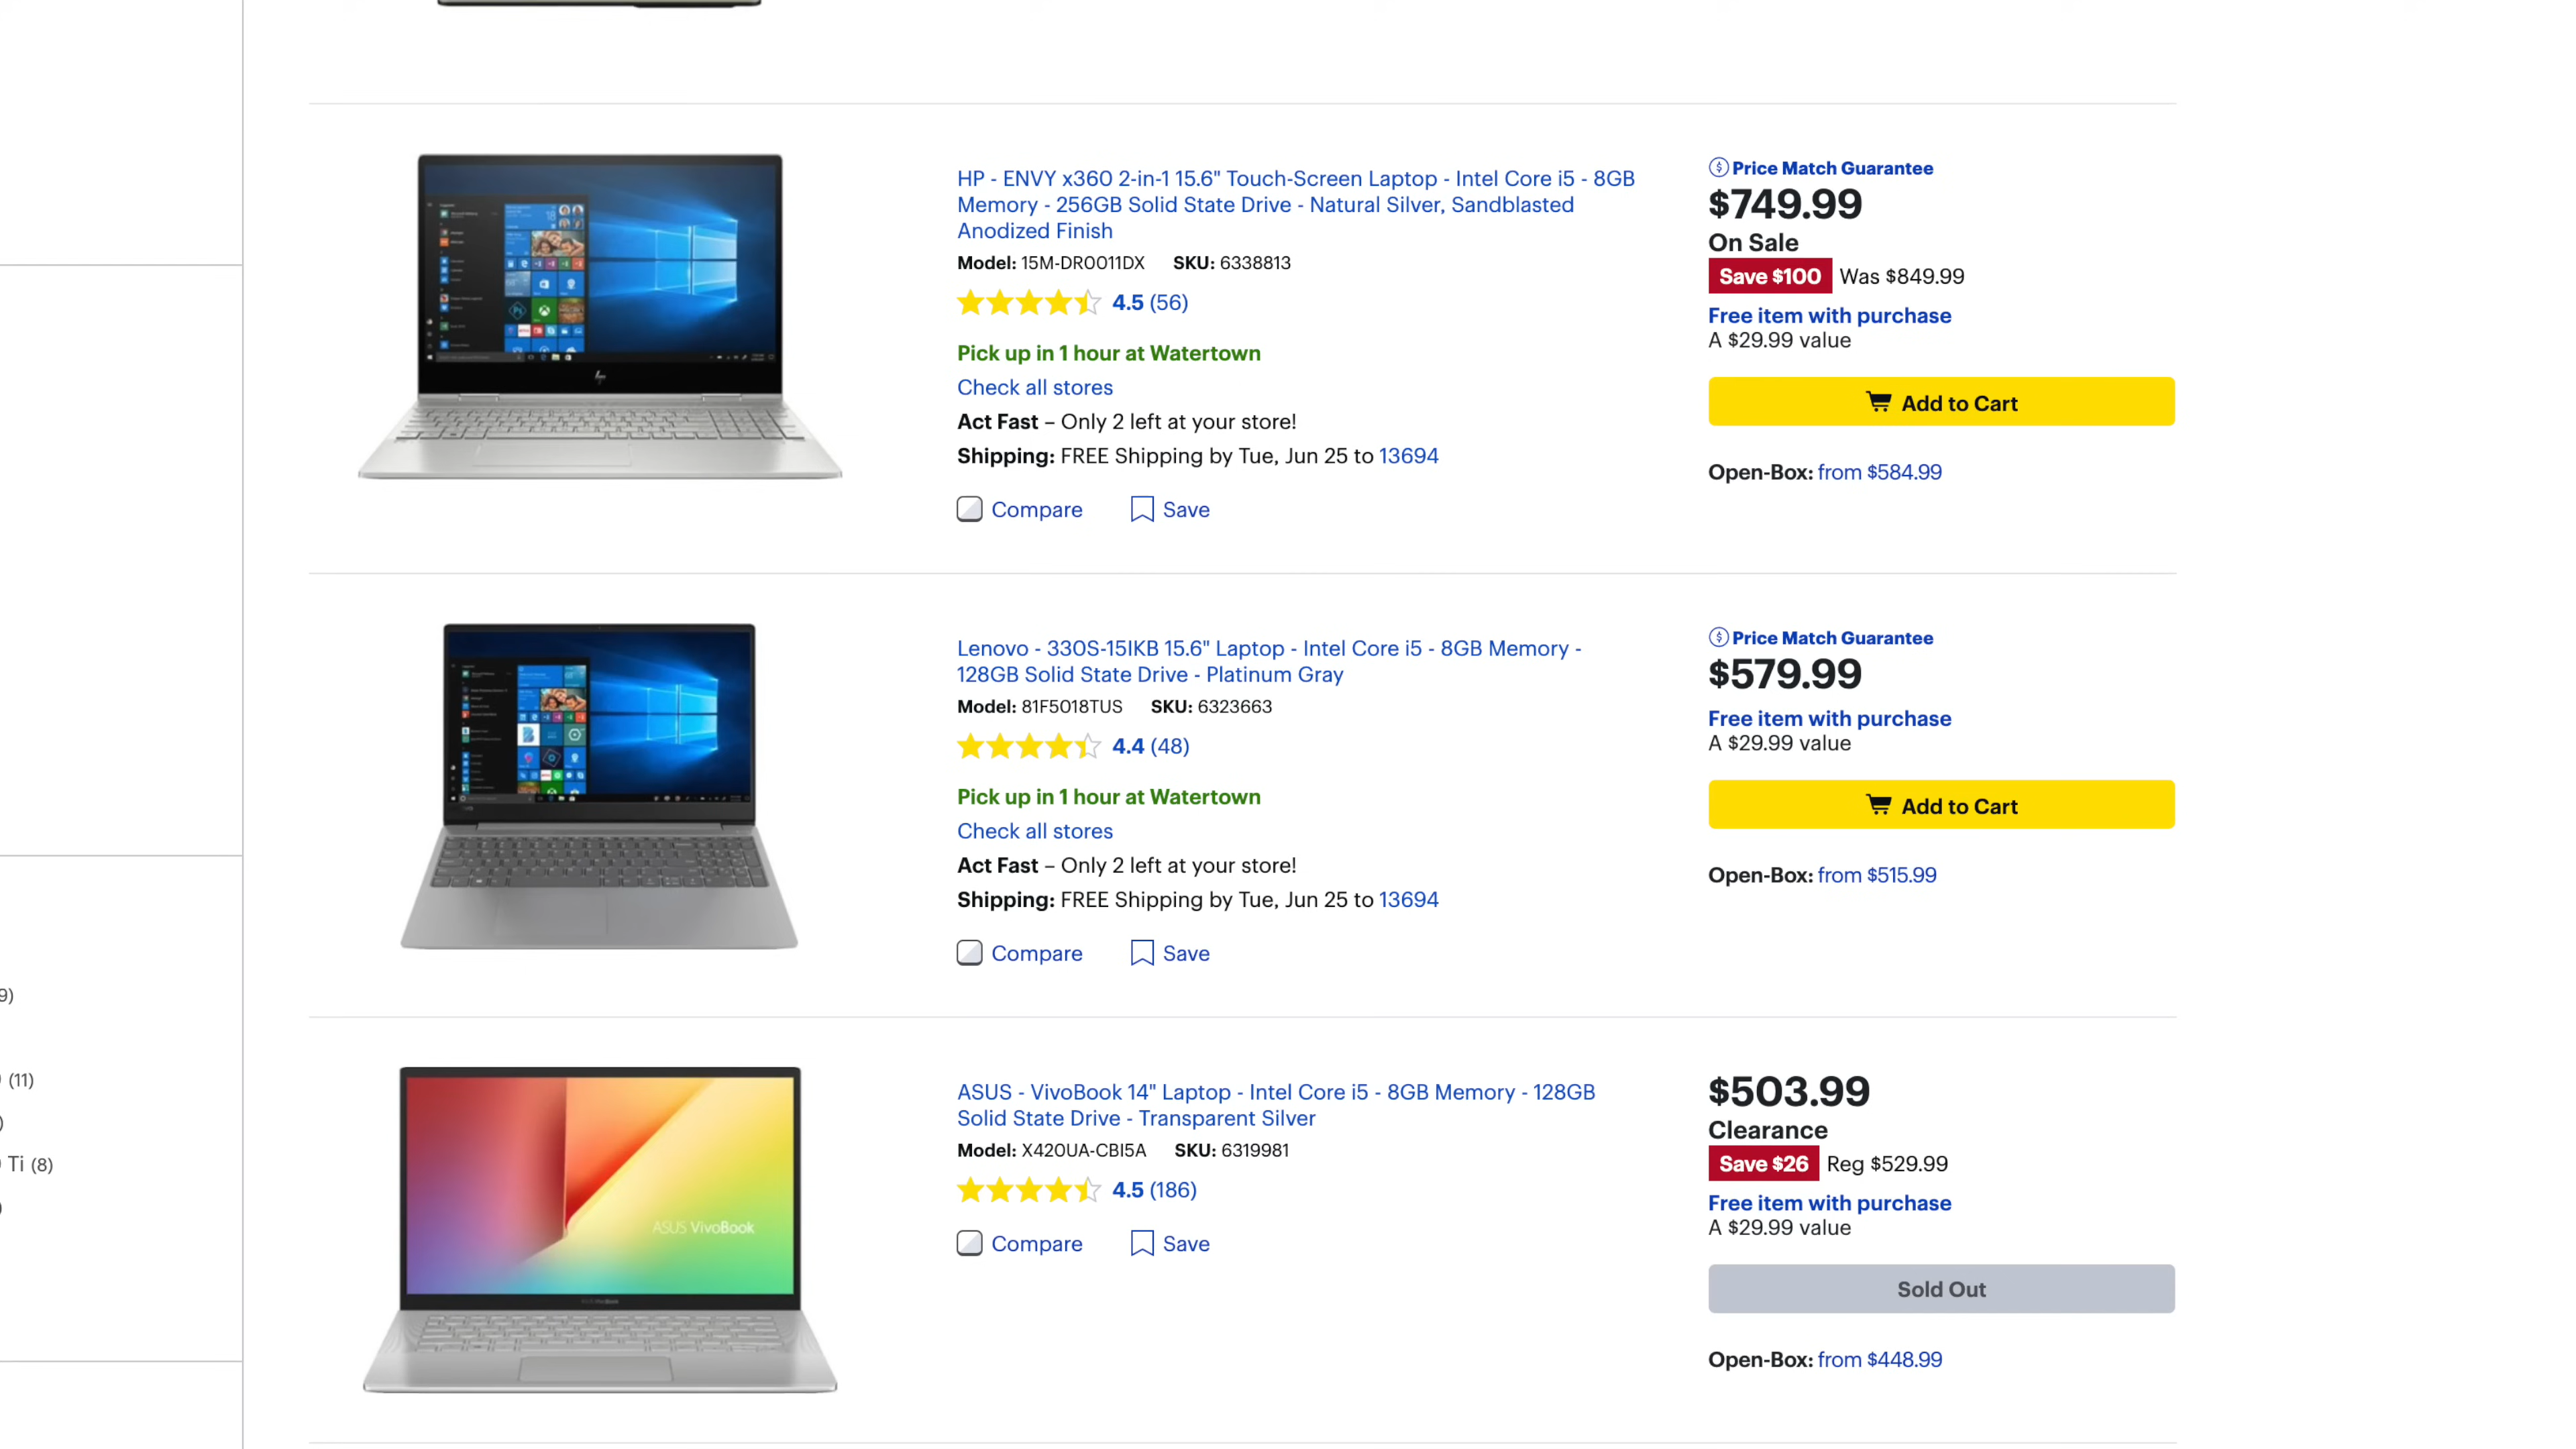 HP - ENVY x360 2-in-1 15.6" Touch-Screen Laptop - Intel Core i5 - 8GB
Memory - 256GB Solid State Drive - Natural Silver, Sandblasted
Anodized Finish
Model: 15M-DR0011DX SKU: 6338813
4.5 (56)
Pick up in 1 hour at Watertown
Check all stores
Act Fast – Only 2 left at your store!
Shipping: FREE Shipping by Tue, Jun 25 to 13694
Compare Save
Price Match Guarantee
$749.99
On Sale
Save $100 Was $849.99
Free item with purchase
A $29.99 value
Add to Cart
Open-Box: from $584.99
Lenovo - 330S-15IKB 15.6" Laptop - Intel Core i5 - 8GB Memory -
128GB Solid State Drive - Platinum Gray
Model: 81F5018TUS SKU: 6323663
4.4 (48)
Pick up in 1 hour at Watertown
Check all stores
Act Fast – Only 2 left at your store!
Shipping: FREE Shipping by Tue, Jun 25 to 13694
Compare Save
Price Match Guarantee
$579.99
Free item with purchase
A $29.99 value
Add to Cart
Open-Box: from $515.99
9)
(11)
)
Ti (8)
)
ASUS VivoBook
ASUS - VivoBook 14" Laptop - Intel Core i5 - 8GB Memory - 128GB
Solid State Drive - Transparent Silver
Model: X420UA-CBI5A SKU: 6319981
4.5 (186)
Compare Save
$503.99
Clearance
Save $26 Reg $529.99
Free item with purchase
A $29.99 value
Sold Out
Open-Box: from $448.99